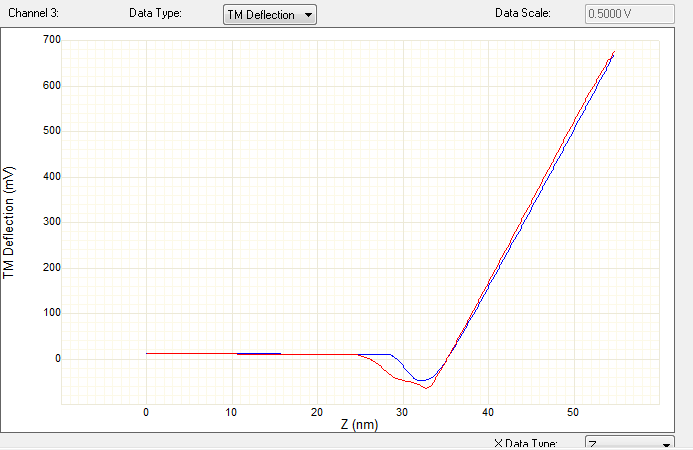 Channel 3: Data Type: TM Deflection Data Scale: 0.5000 V
700
600
500
400
300
200
100
0
TM Deflection (mV)
0 10 20 30 40 50
Z (nm)
X Data Type: Z